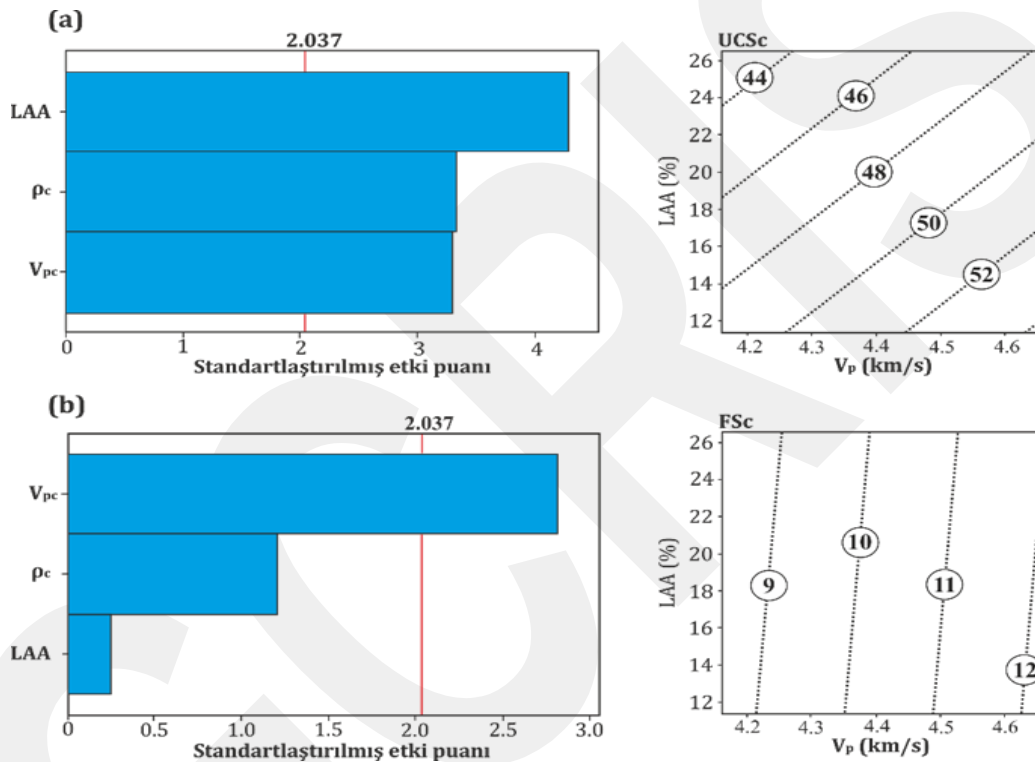 (a)
2.037
LAA
ρc
Vpc
0 1 2 3 4
Standartlaştırılmış etki puanı
UCSc
LAA (%)
26
24
22
20
18
16
14
12
44
46
48
50
52
4.2 4.3 4.4 4.5 4.6
Vp (km/s)
(b)
2.037
Vpc
ρc
LAA
0 0.5 1.0 1.5 2.0 2.5 3.0
Standartlaştırılmış etki puanı
FSc
LAA (%)
26
24
22
20
18
16
14
12
9
10
11
12
4.2 4.3 4.4 4.5 4.6
Vp (km/s)